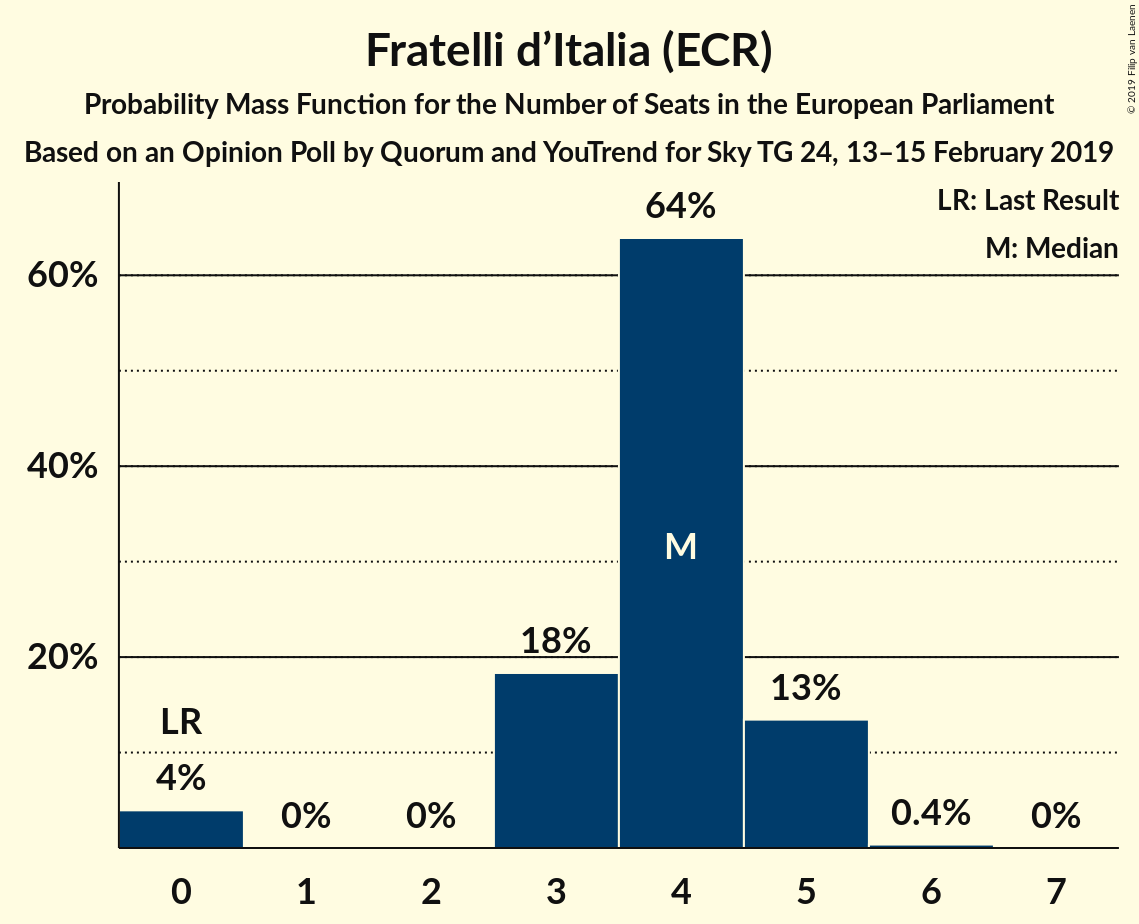 Fratelli d’Italia (ECR)
Probability Mass Function for the Number of Seats in the European Parliament
Based on an Opinion Poll by Quorum and YouTrend for Sky TG 24, 13–15 February 2019
© 2019 Filip van Laenen
LR: Last Result
M: Median
64%
60%
40%
M
18%
20%
13%
LR
4%
0%
0%
0.4%
0%
0
1
2
3
4
5
6
7